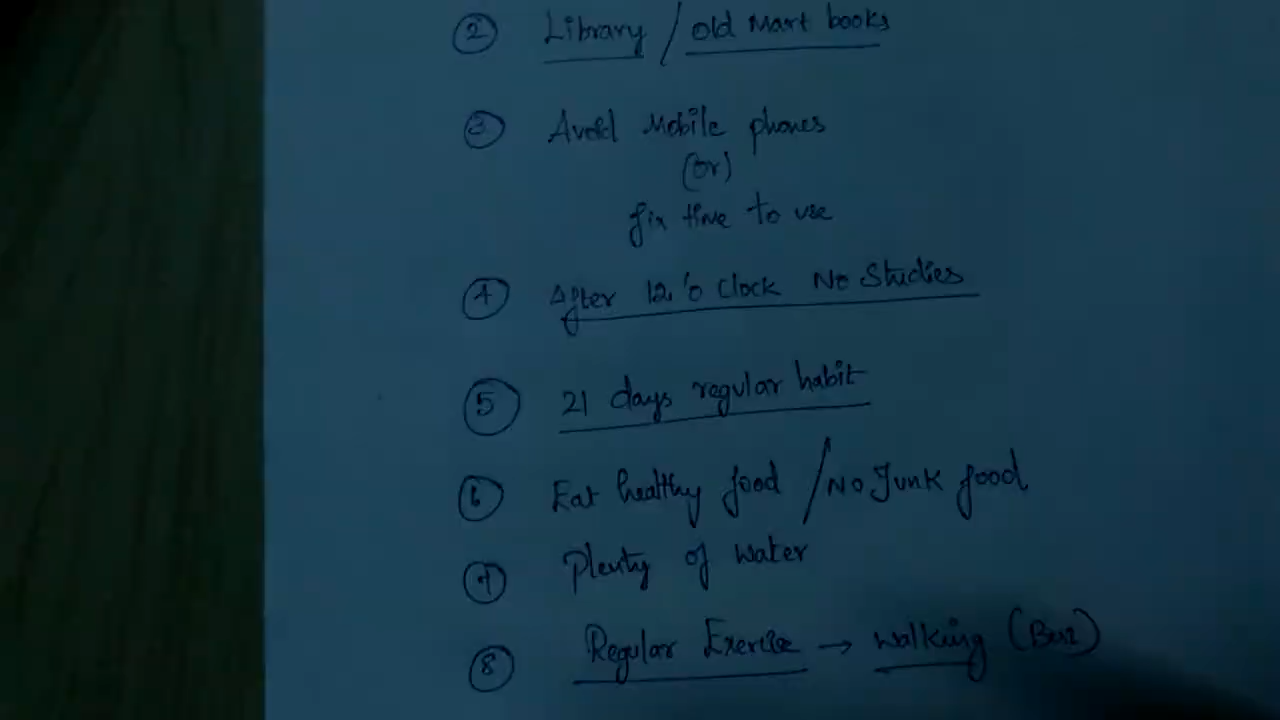 ② Library / old Mart books
③ Avoid Mobile phones
(or)
fix time to use
④ After 12'o Clock No Studies
⑤ 21 days regular habit
⑥ Eat healthy food / No Junk food
⑦ Plenty of water
⑧ Regular Exercise → walking